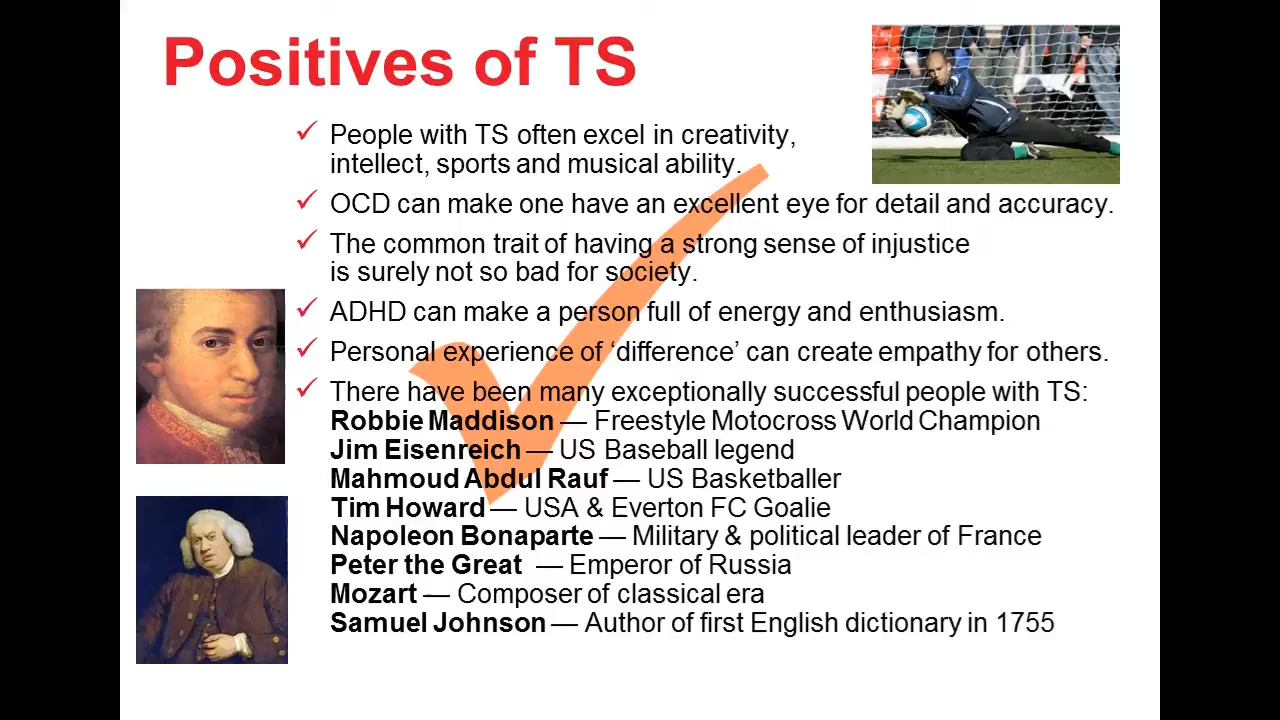 Positives of TS
✓ People with TS often excel in creativity,
intellect, sports and musical ability.
✓ OCD can make one have an excellent eye for detail and accuracy.
✓ The common trait of having a strong sense of injustice
is surely not so bad for society.
✓ ADHD can make a person full of energy and enthusiasm.
✓ Personal experience of ‘difference’ can create empathy for others.
✓ There have been many exceptionally successful people with TS:
Robbie Maddison — Freestyle Motocross World Champion
Jim Eisenreich — US Baseball legend
Mahmoud Abdul Rauf — US Basketballer
Tim Howard — USA & Everton FC Goalie
Napoleon Bonaparte — Military & political leader of France
Peter the Great — Emperor of Russia
Mozart — Composer of classical era
Samuel Johnson — Author of first English dictionary in 1755